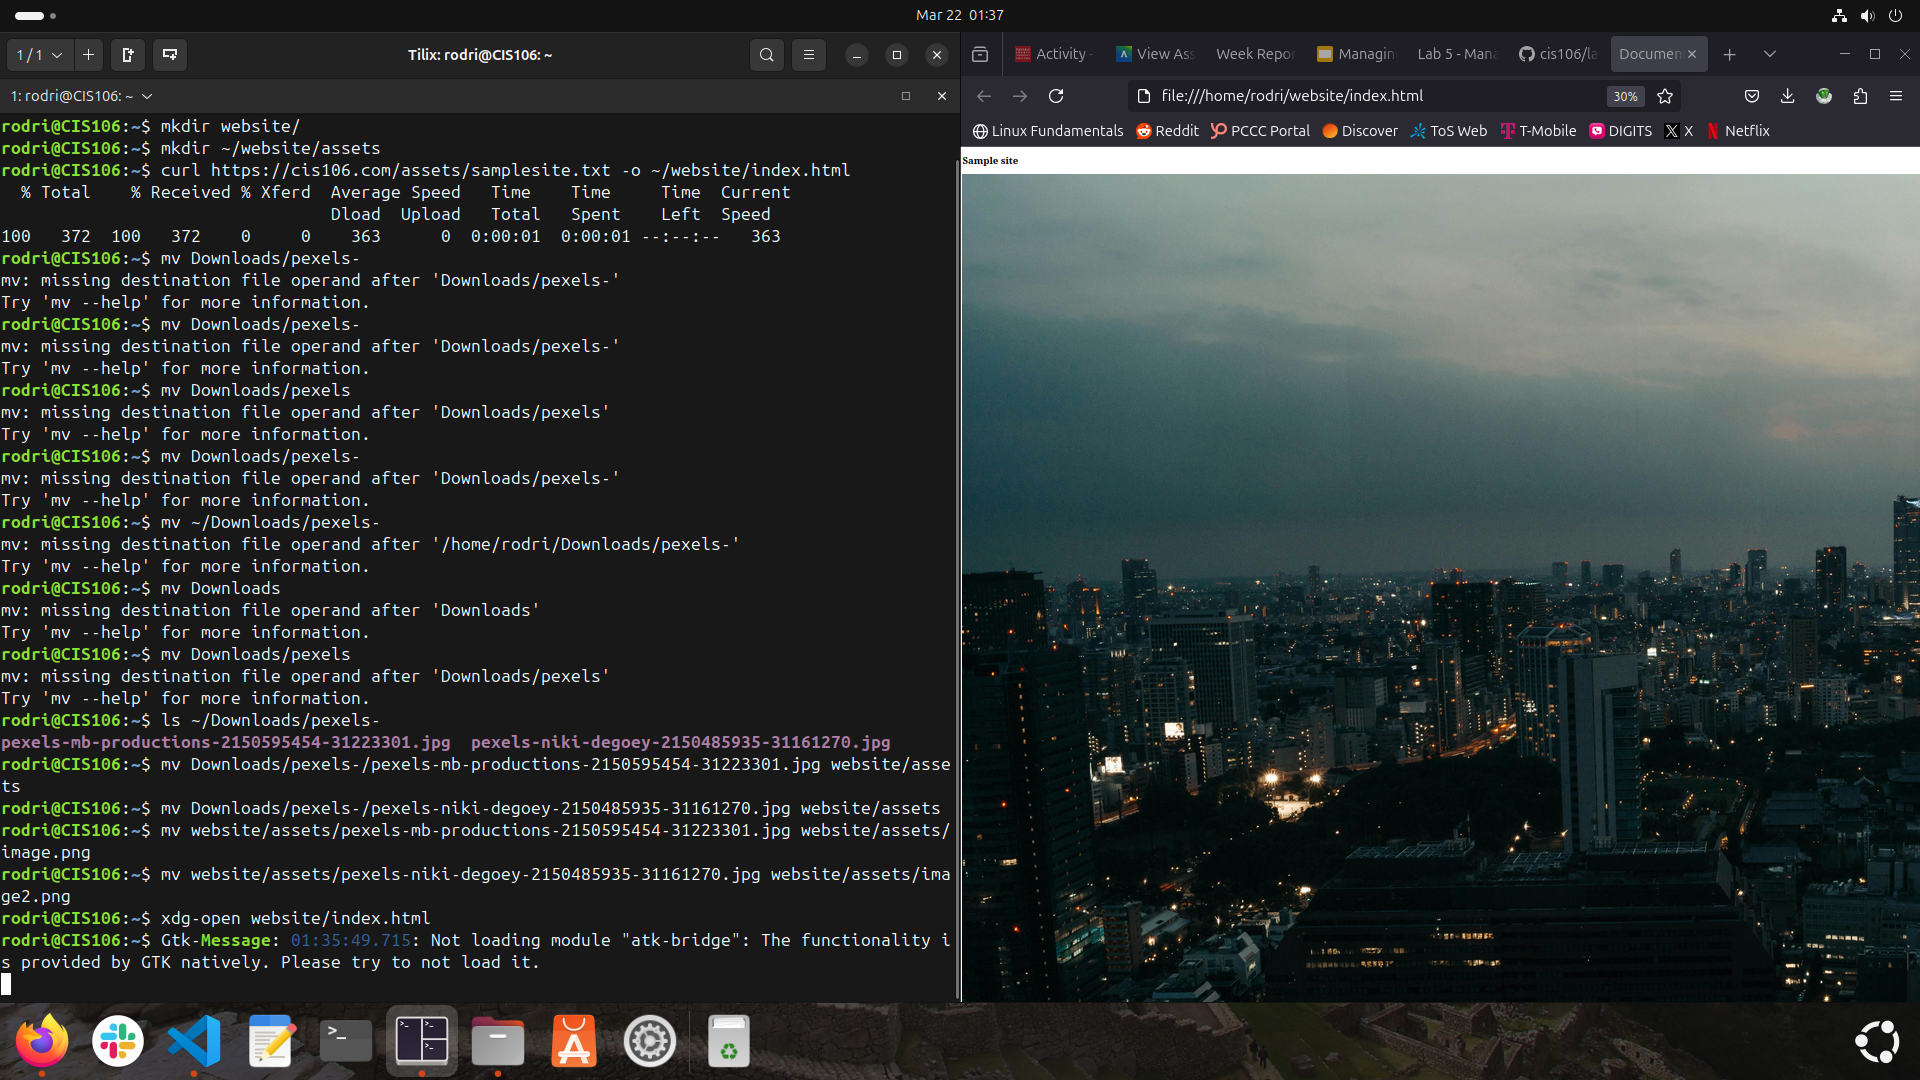 Mar 22 01:37
1 / 1
Tilix: rodri@CIS106: ~
1: rodri@CIS106: ~
rodri@CIS106:~$ mkdir website/
rodri@CIS106:~$ mkdir ~/website/assets
rodri@CIS106:~$ curl https://cis106.com/assets/samplesite.txt -o ~/website/index.html
% Total % Received % Xferd Average Speed Time Time Time Current
Dload Upload Total Spent Left Speed
100 372 100 372 0 0 363 0 0:00:01 0:00:01 --:--:-- 363
rodri@CIS106:~$ mv Downloads/pexels-
mv: missing destination file operand after 'Downloads/pexels-'
Try 'mv --help' for more information.
rodri@CIS106:~$ mv Downloads/pexels-
mv: missing destination file operand after 'Downloads/pexels-'
Try 'mv --help' for more information.
rodri@CIS106:~$ mv Downloads/pexels
mv: missing destination file operand after 'Downloads/pexels'
Try 'mv --help' for more information.
rodri@CIS106:~$ mv Downloads/pexels-
mv: missing destination file operand after 'Downloads/pexels-'
Try 'mv --help' for more information.
rodri@CIS106:~$ mv ~/Downloads/pexels-
mv: missing destination file operand after '/home/rodri/Downloads/pexels-'
Try 'mv --help' for more information.
rodri@CIS106:~$ mv Downloads
mv: missing destination file operand after 'Downloads'
Try 'mv --help' for more information.
rodri@CIS106:~$ mv Downloads/pexels
mv: missing destination file operand after 'Downloads/pexels'
Try 'mv --help' for more information.
rodri@CIS106:~$ ls ~/Downloads/pexels-
pexels-mb-productions-2150595454-31223301.jpg pexels-niki-degoey-2150485935-31161270.jpg
rodri@CIS106:~$ mv Downloads/pexels-/pexels-mb-productions-2150595454-31223301.jpg website/asse
ts
rodri@CIS106:~$ mv Downloads/pexels-/pexels-niki-degoey-2150485935-31161270.jpg website/assets
rodri@CIS106:~$ mv website/assets/pexels-mb-productions-2150595454-31223301.jpg website/assets/
image.png
rodri@CIS106:~$ mv website/assets/pexels-niki-degoey-2150485935-31161270.jpg website/assets/ima
ge2.png
rodri@CIS106:~$ xdg-open website/index.html
rodri@CIS106:~$ Gtk-Message: 01:35:49.715: Not loading module "atk-bridge": The functionality i
s provided by GTK natively. Please try to not load it.
Activity - View Ass Week Repor Managin Lab 5 - Mana cis106/la Documen
file:///home/rodri/website/index.html 30%
Linux Fundamentals Reddit PCCC Portal Discover ToS Web T-Mobile DIGITS X Netflix
Sample site